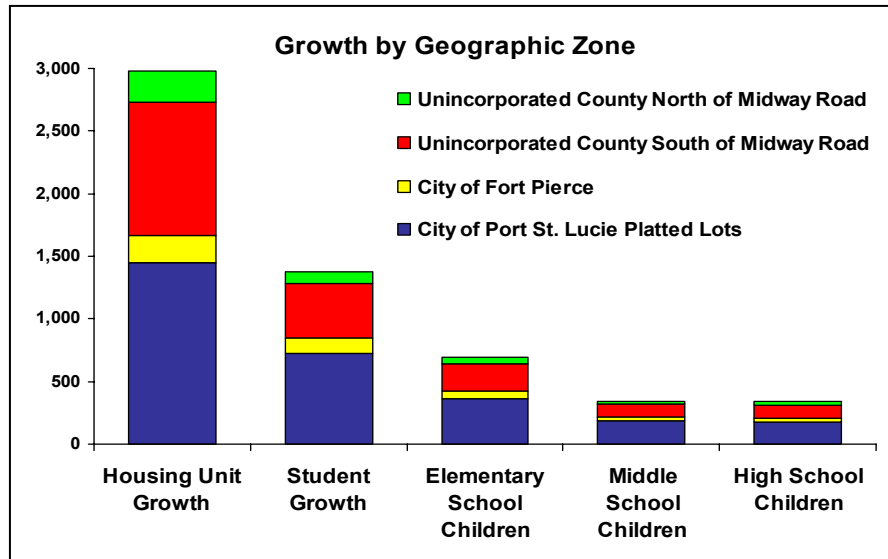 Growth by Geographic Zone
3,000
2,500
2,000
1,500
1,000
500
0
Unincorporated County North of Midway Road
Unincorporated County South of Midway Road
City of Fort Pierce
City of Port St. Lucie Platted Lots
Housing Unit
Growth
Student
Growth
Elementary
School
Children
Middle
School
Children
High School
Children